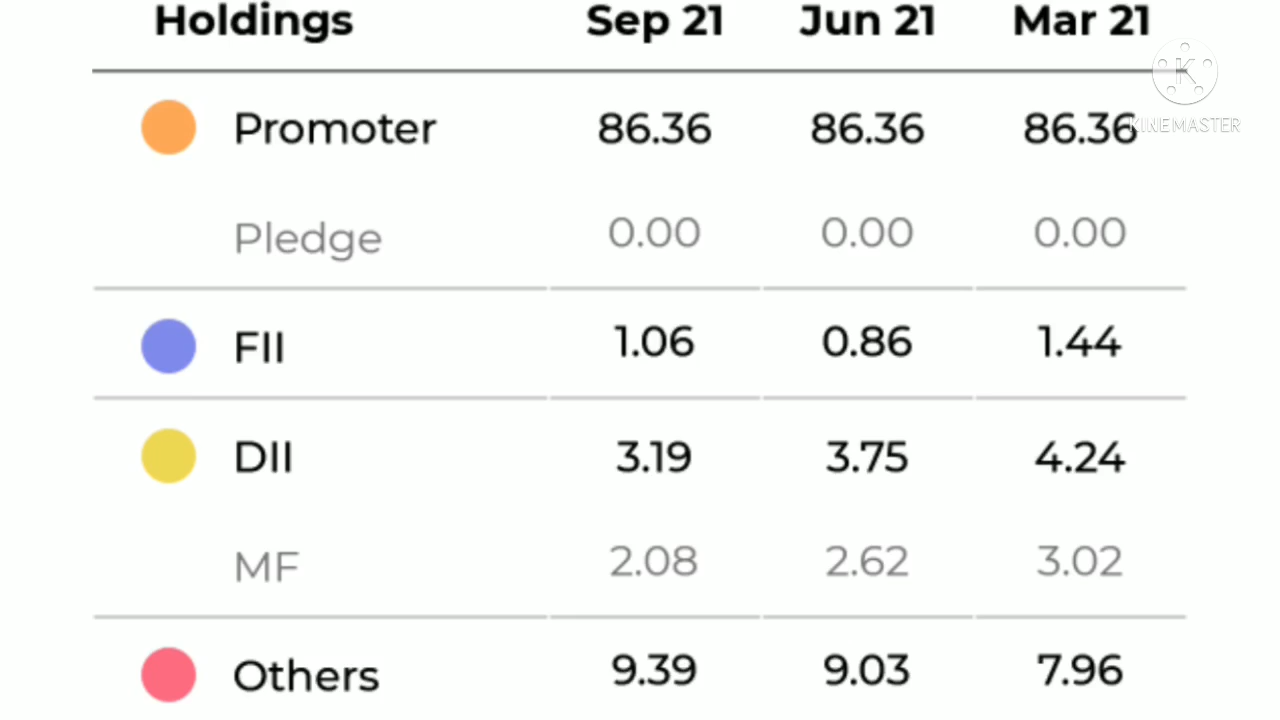 Holdings Sep 21 Jun 21 Mar 21
Promoter 86.36 86.36 86.36
K
KINEMASTER
Pledge 0.00 0.00 0.00
FII 1.06 0.86 1.44
DII 3.19 3.75 4.24
MF 2.08 2.62 3.02
Others 9.39 9.03 7.96